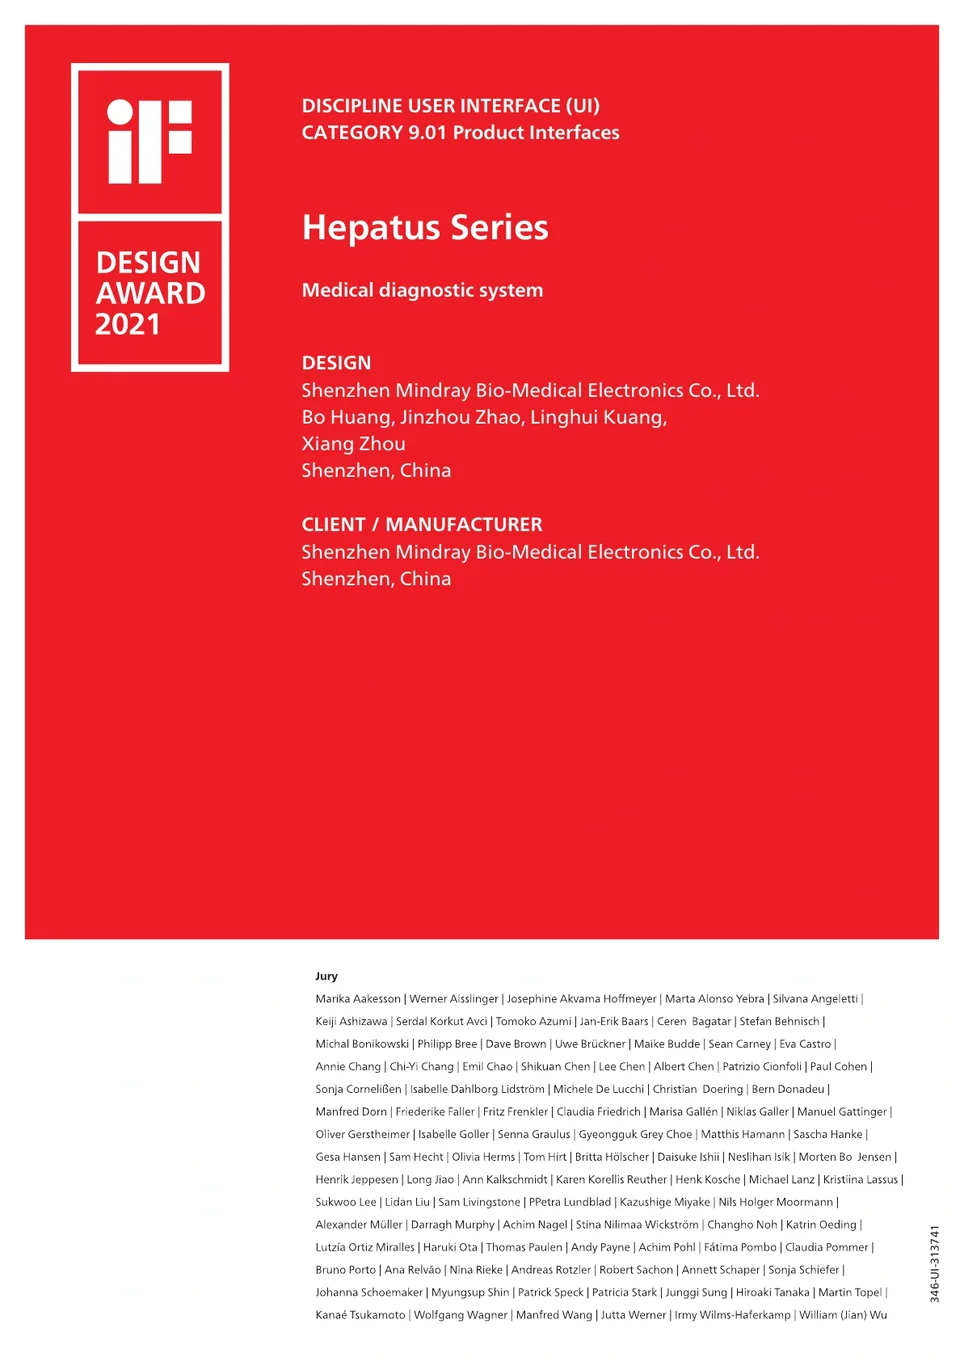 iF
DESIGN
AWARD
2021
DISCIPLINE USER INTERFACE (UI)
CATEGORY 9.01 Product Interfaces
Hepatus Series
Medical diagnostic system
DESIGN
Shenzhen Mindray Bio-Medical Electronics Co., Ltd.
Bo Huang, Jinzhou Zhao, Linghui Kuang,
Xiang Zhou
Shenzhen, China
CLIENT / MANUFACTURER
Shenzhen Mindray Bio-Medical Electronics Co., Ltd.
Shenzhen, China
Jury
Marika Aakesson | Werner Aisslinger | Josephine Akvama Hoffmeyer | Marta Alonso Yebra | Silvana Angeletti |
Keiji Ashizawa | Serdal Korkut Avci | Tomoko Azumi | Jan-Erik Baars | Ceren Bagatar | Stefan Behnisch |
Michal Bonikowski | Philipp Bree | Dave Brown | Uwe Brückner | Maike Budde | Sean Carney | Eva Castro |
Annie Chang | Chi-Yi Chang | Emil Chao | Shikuan Chen | Lee Chen | Albert Chen | Patrizio Cionfoli | Paul Cohen |
Sonja Cornelißen | Isabelle Dahlborg Lidström | Michele De Lucchi | Christian Doering | Bern Donadeu |
Manfred Dorn | Friederike Faller | Fritz Frenkler | Claudia Friedrich | Marisa Gallén | Niklas Galler | Manuel Gattinger |
Oliver Gerstheimer | Isabelle Goller | Senna Graulus | Gyeongguk Grey Choe | Matthis Hamann | Sascha Hanke |
Gesa Hansen | Sam Hecht | Olivia Herms | Tom Hirt | Britta Hölscher | Daisuke Ishii | Neslihan Isik | Morten Bo Jensen |
Henrik Jeppesen | Long Jiao | Ann Kalkschmidt | Karen Korellis Reuther | Henk Kosche | Michael Lanz | Kristiina Lassus |
Sukwoo Lee | Lidan Liu | Sam Livingstone | PPetra Lundblad | Kazushige Miyake | Nils Holger Moormann |
Alexander Müller | Darragh Murphy | Achim Nagel | Stina Nilimaa Wickström | Changho Noh | Katrin Oeding |
Lutzía Ortiz Miralles | Haruki Ota | Thomas Paulen | Andy Payne | Achim Pohl | Fátima Pombo | Claudia Pommer |
Bruno Porto | Ana Relvão | Nina Rieke | Andreas Rotzler | Robert Sachon | Annett Schaper | Sonja Schiefer |
Johanna Schoemaker | Myungsup Shin | Patrick Speck | Patricia Stark | Junggi Sung | Hiroaki Tanaka | Martin Topel |
Kanaé Tsukamoto | Wolfgang Wagner | Manfred Wang | Jutta Werner | Irmy Wilms-Haferkamp | William (Jian) Wu
346-UI-313741